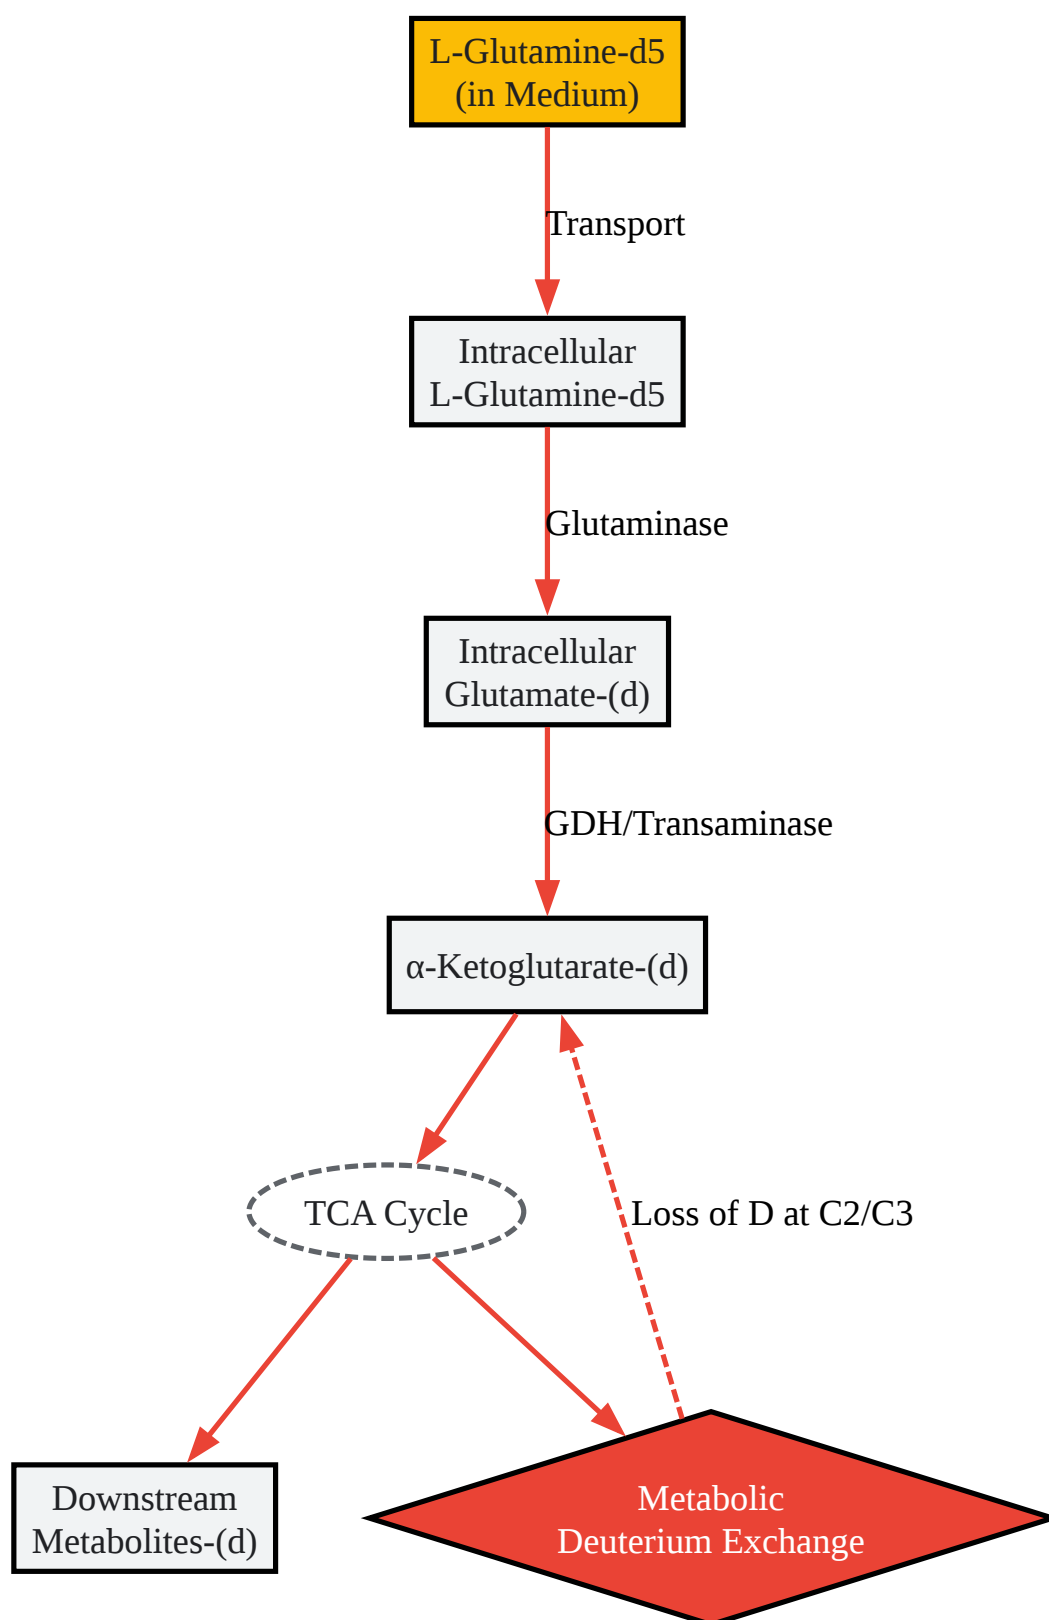 L-Glutamine-d5
(in Medium)
Transport
Intracellular
L-Glutamine-d5
Glutaminase
Intracellular
Glutamate-(d)
GDH/Transaminase
α-Ketoglutarate-(d)
TCA Cycle
Loss of D at C2/C3
Downstream
Metabolites-(d)
Metabolic
Deuterium Exchange